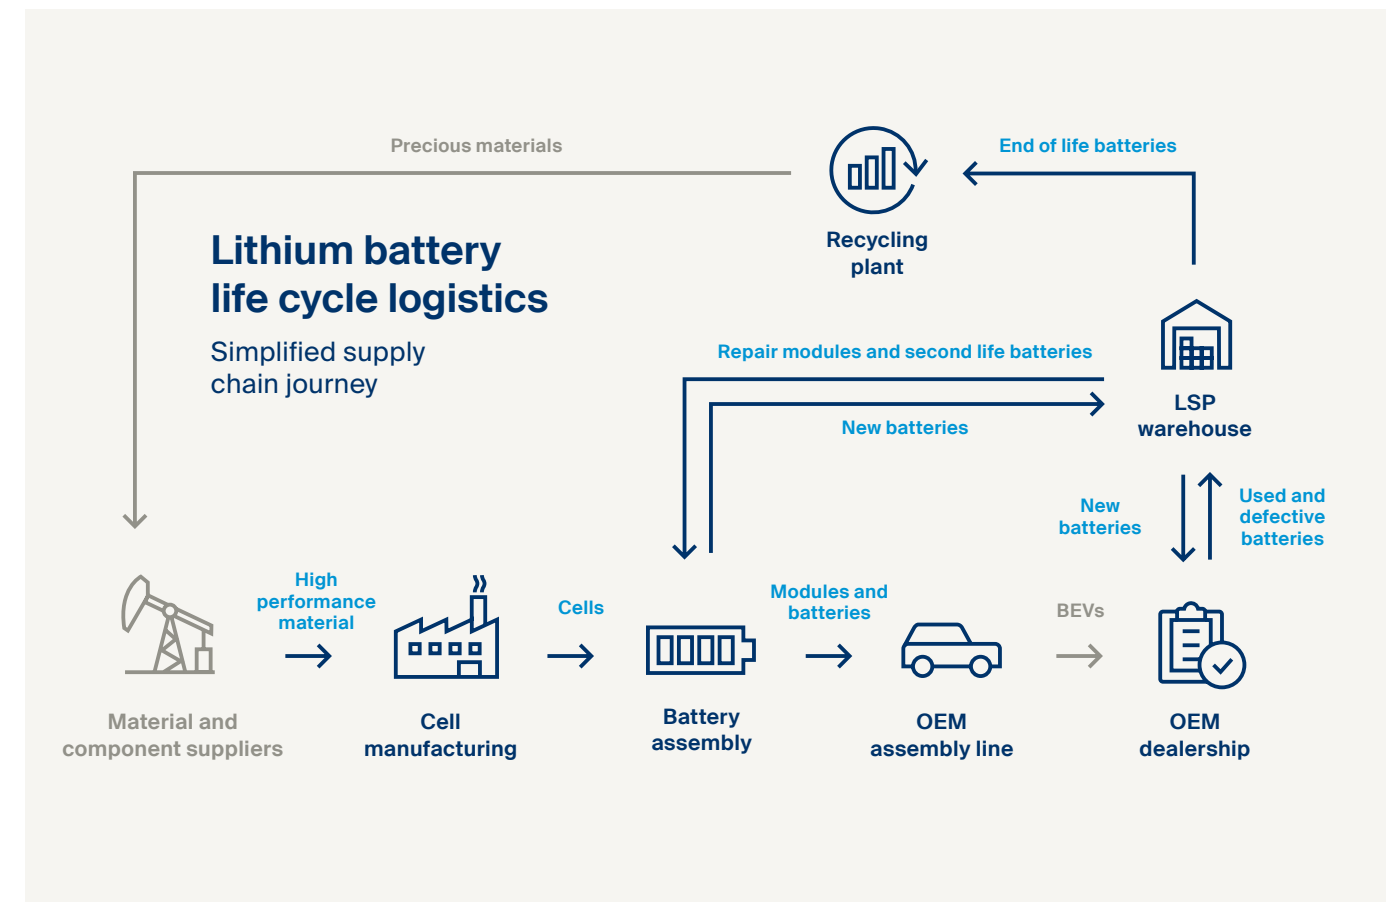 Precious materials
End of life batteries
Recycling
plant
Lithium battery
life cycle logistics
Simplified supply
chain journey
Repair modules and second life batteries
New batteries
LSP
warehouse
New
batteries
Used and
defective
batteries
High
performance
material
Cells
Modules and
batteries
BEVs
Material and
component suppliers
Cell
manufacturing
Battery
assembly
OEM
assembly line
OEM
dealership